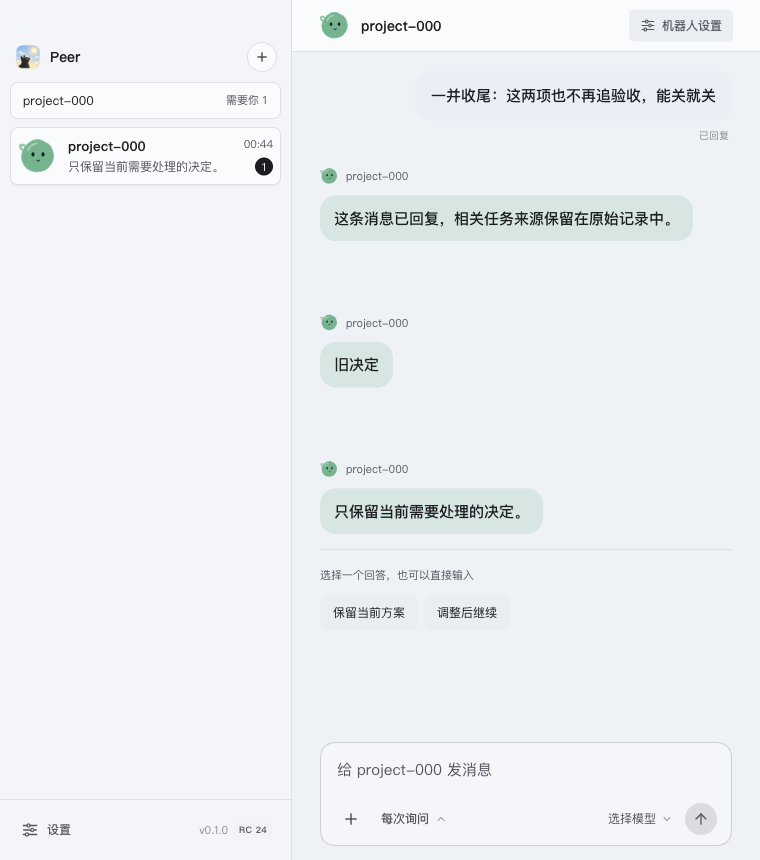 Peer
project-000 需要你 1
project-000 00:44
只保留当前需要处理的决定。 1
设置 v0.1.0 RC 24
project-000 机器人设置
一并收尾：这两项也不再追验收，能关就关
已回复
project-000
这条消息已回复，相关任务来源保留在原始记录中。
project-000
旧决定
project-000
只保留当前需要处理的决定。
选择一个回答，也可以直接输入
保留当前方案 调整后继续
给 project-000 发消息
每次询问 选择模型